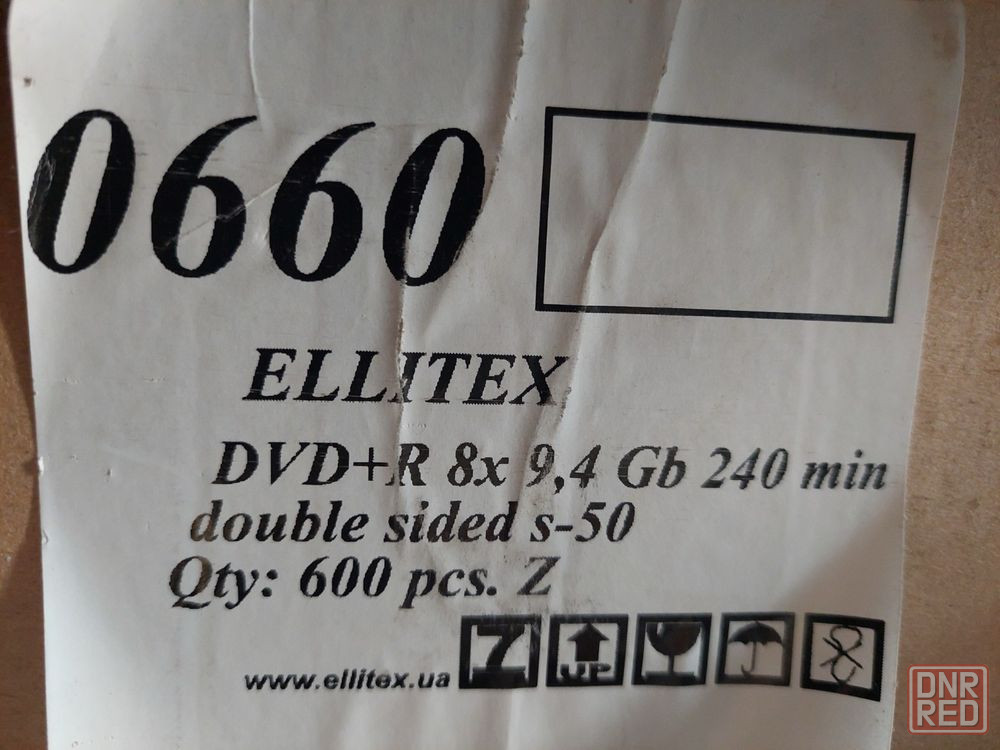 0660
ELLITEX
DVD+R 8x 9,4 Gb 240 min
double sided s-50
Qty: 600 pcs. Z
7
UP
www.ellitex.ua
DNR
RED